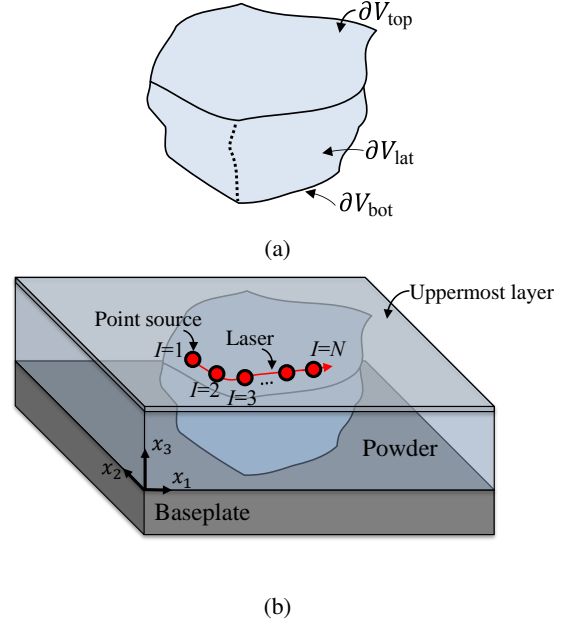 ∂V_top
∂V_lat
∂V_bot
(a)
Uppermost layer
Point source
Laser
I=1
I=N
I=2
...
I=3
Powder
x_3
x_2
x_1
Baseplate
(b)